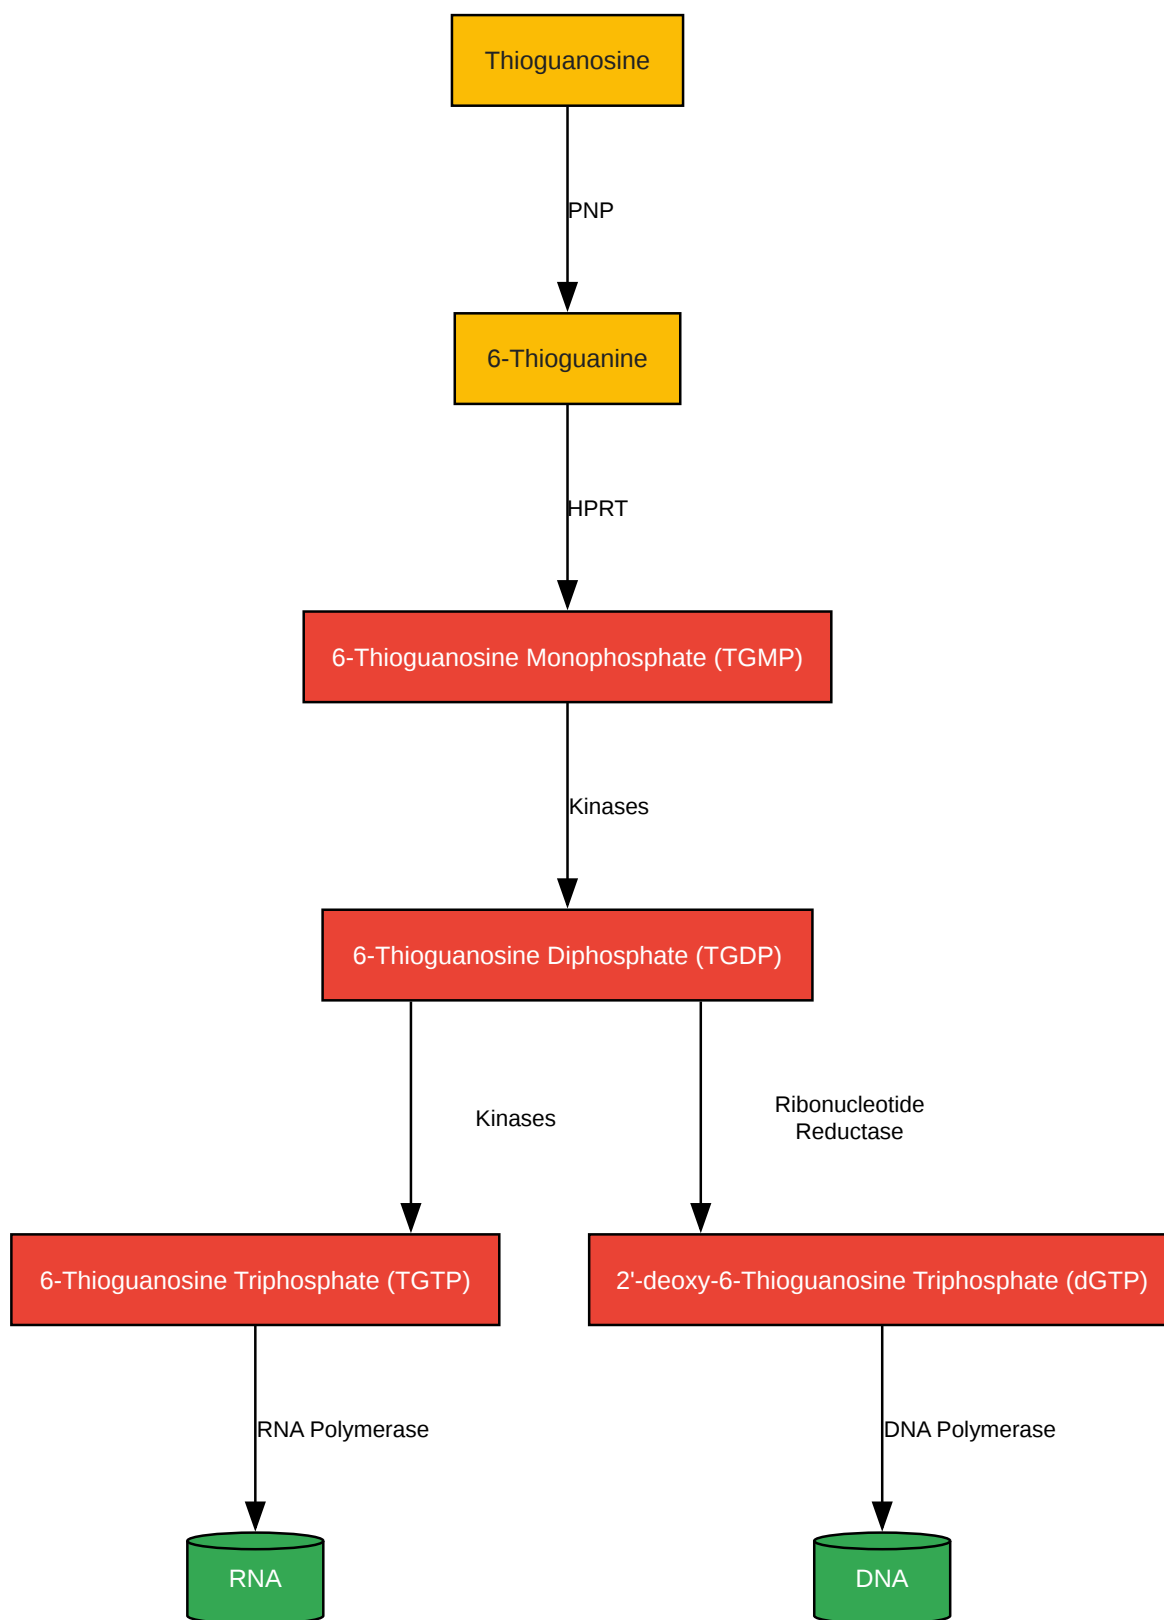 Thioguanosine
PNP
6-Thioguanine
HPRT
6-Thioguanosine Monophosphate (TGMP)
Kinases
6-Thioguanosine Diphosphate (TGDP)
Kinases
Ribonucleotide
Reductase
6-Thioguanosine Triphosphate (TGTP)
2'-deoxy-6-Thioguanosine Triphosphate (dGTP)
RNA Polymerase
DNA Polymerase
RNA
DNA